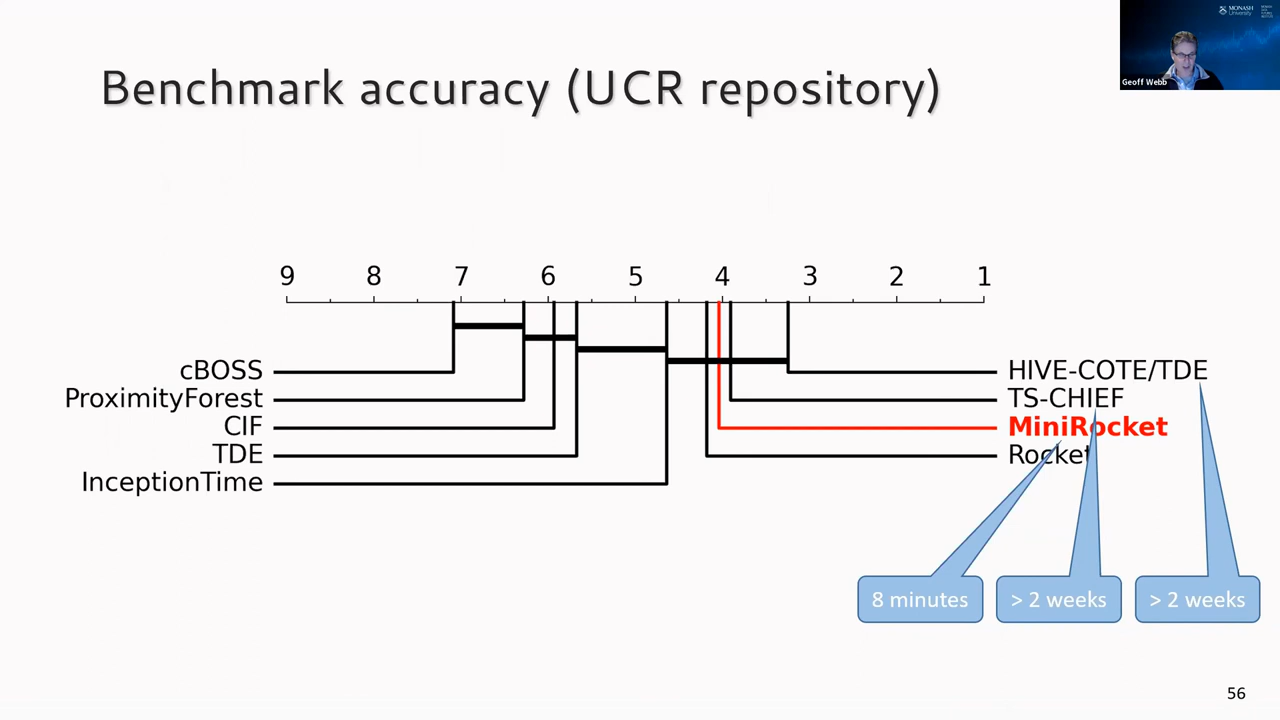 MONASH
University
Geoff Webb
Benchmark accuracy (UCR repository)
9 8 7 6 5 4 3 2 1
cBOSS
ProximityForest
CIF
TDE
InceptionTime
HIVE-COTE/TDE
TS-CHIEF
MiniRocket
Rocket
8 minutes
> 2 weeks
> 2 weeks
56